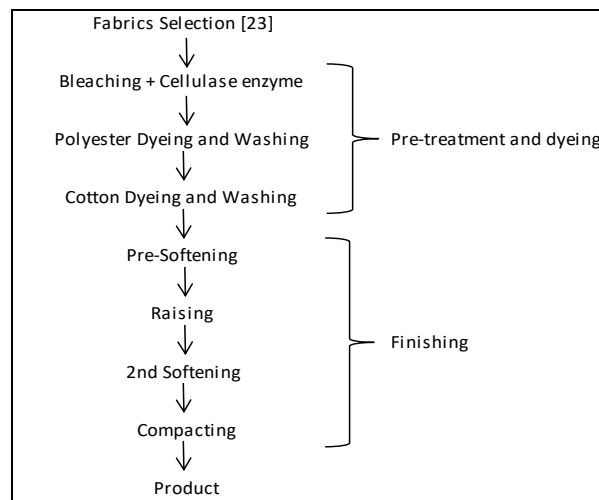 Fabrics Selection [23]
Bleaching + Cellulase enzyme
Polyester Dyeing and Washing
Pre-treatment and dyeing
Cotton Dyeing and Washing
Pre-Softening
Raising
Finishing
2nd Softening
Compacting
Product